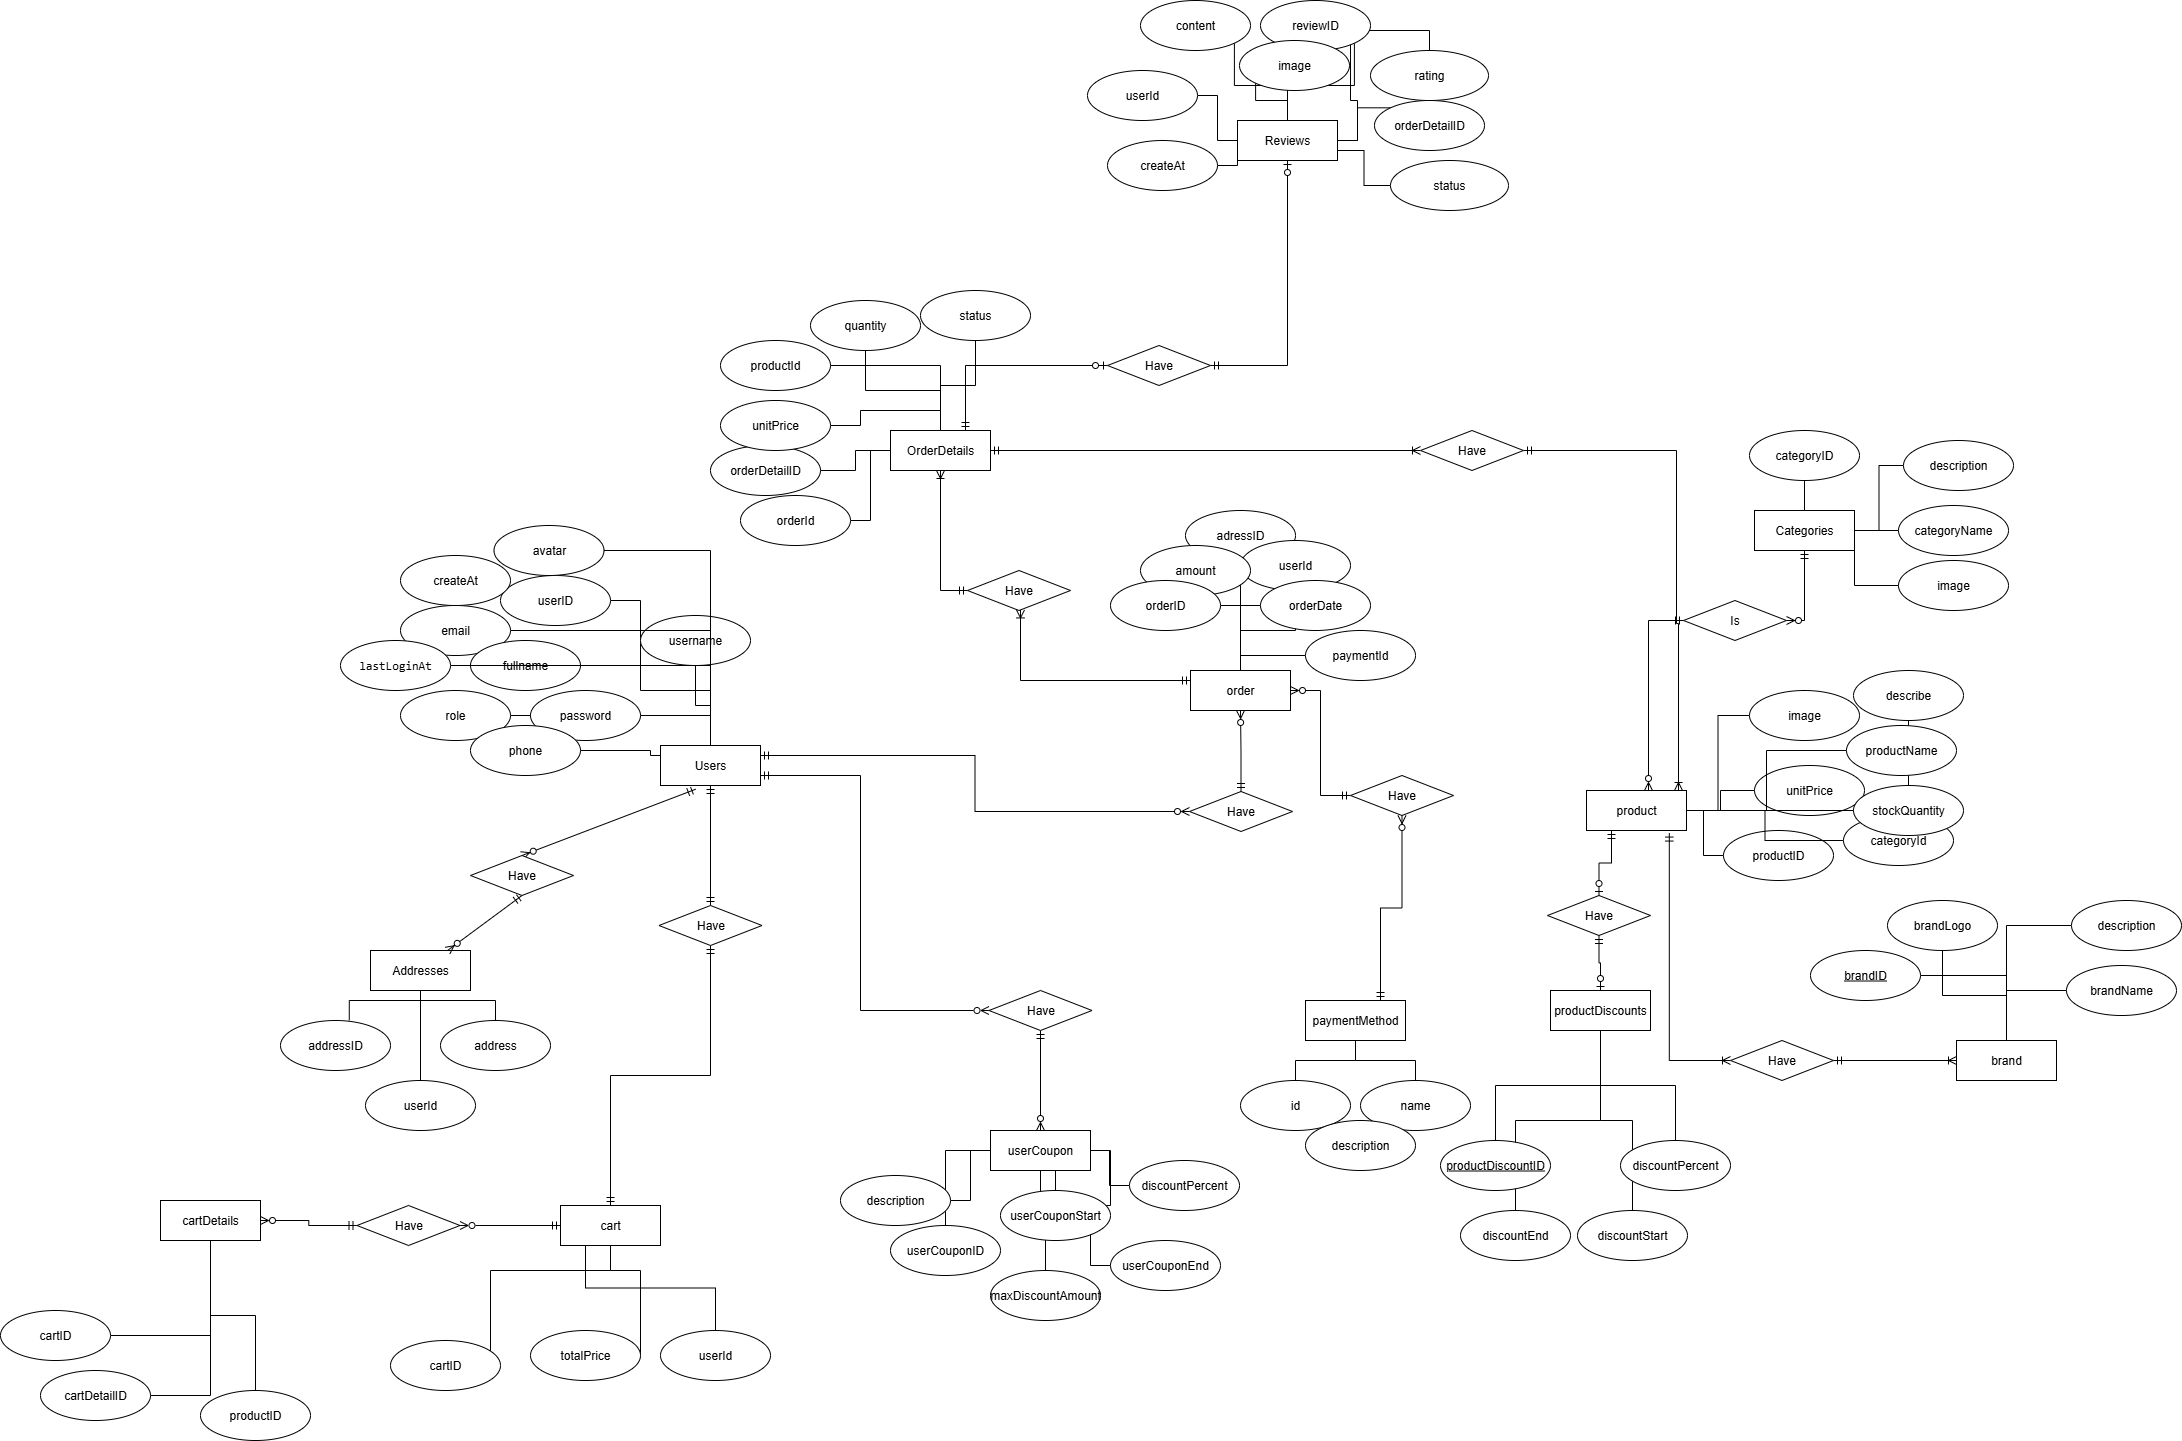 content
reviewID
image
rating
userId
orderDetailID
Reviews
createAt
status
quantity
status
productId
Have
unitPrice
OrderDetails
Have
orderDetailID
orderId
categoryID
description
Categories
categoryName
image
Is
avatar
createAt
userID
email
username
lastLoginAt
fullname
role
password
phone
Users
Have
adressID
amount
userId
orderID
orderDate
paymentId
order
Have
Have
image
describe
productName
unitPrice
product
stockQuantity
categoryId
productID
Have
Have
Have
Addresses
addressID
address
userId
Have
paymentMethod
id
name
description
productDiscounts
brandLogo
description
brandID
brandName
Have
brand
productDiscountID
discountPercent
discountEnd
discountStart
userCoupon
description
discountPercent
userCouponStart
userCouponID
userCouponEnd
maxDiscountAmount
cartDetails
Have
cart
cartID
cartDetailID
productID
cartID
totalPrice
userId